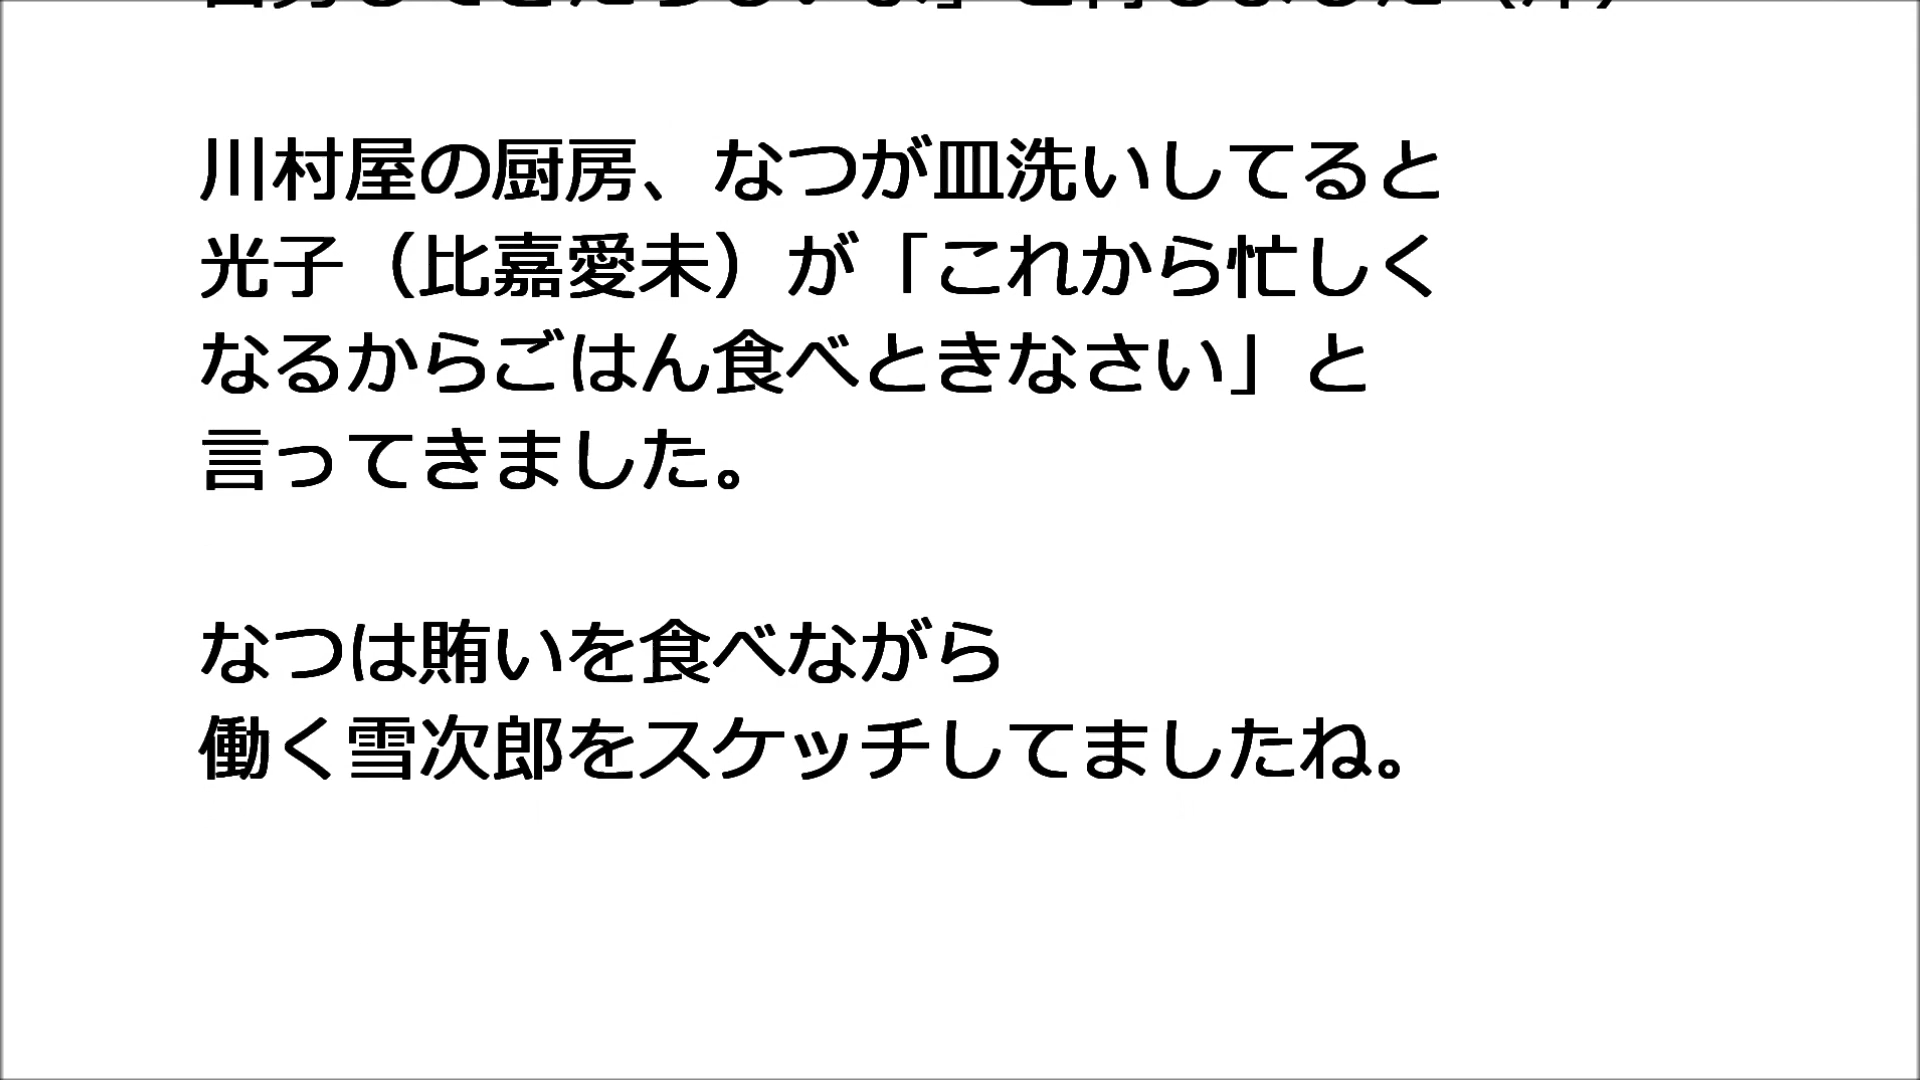 川村屋の厨房、なつが皿洗いしてると
光子（比嘉愛未）が「これから忙しく
なるからごはん食べときなさい」と
言ってきました。
なつは賄いを食べながら
働く雪次郎をスケッチしてましたね。